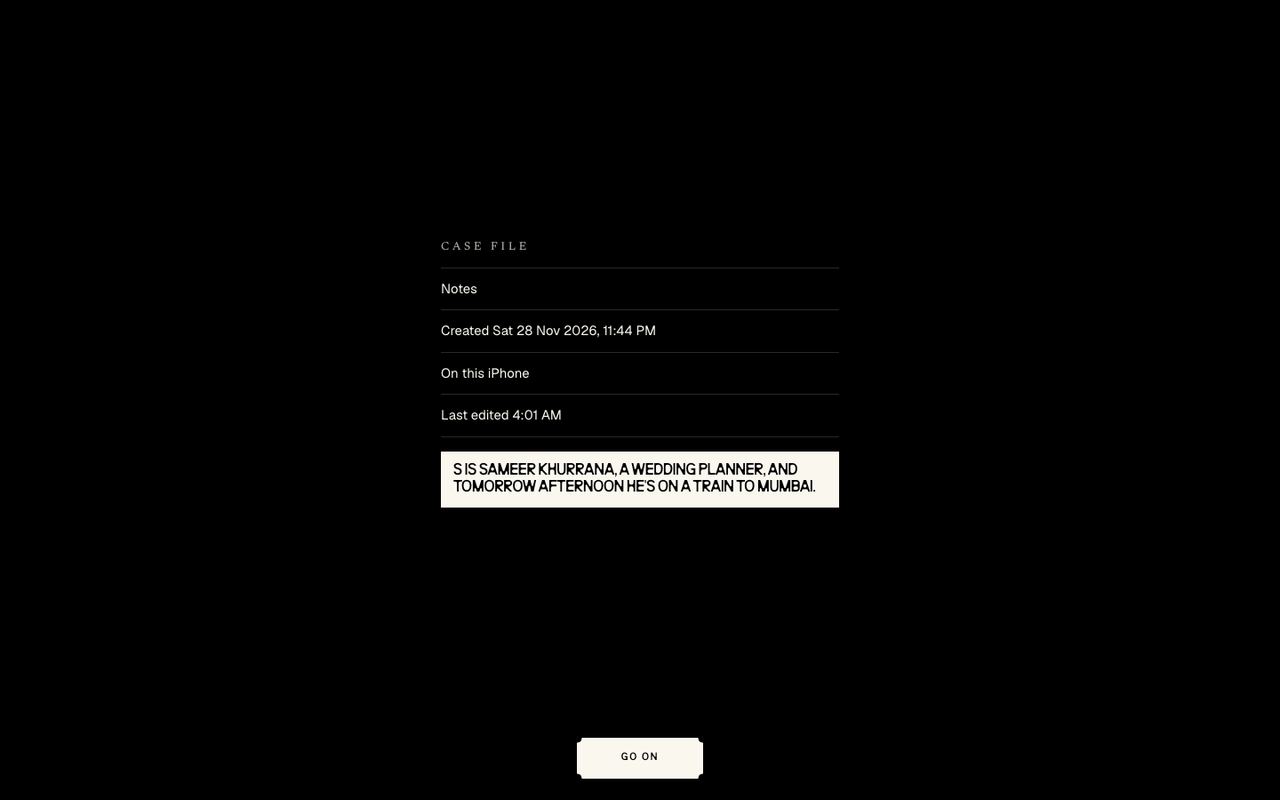 CASE FILE
Notes
Created Sat 28 Nov 2026, 11:44 PM
On this iPhone
Last edited 4:01 AM
S IS SAMEER KHURRANA, A WEDDING PLANNER, AND
TOMORROW AFTERNOON HE'S ON A TRAIN TO MUMBAI.
GO ON